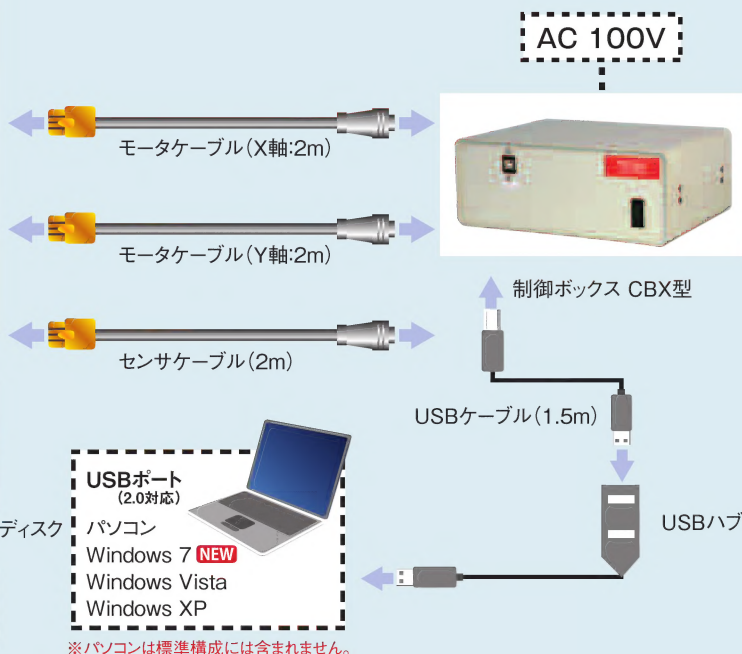 AC 100V
モータケーブル（X軸:2m）
モータケーブル（Y軸:2m）
制御ボックス CBX型
センサケーブル（2m）
USBケーブル（1.5m）
USBポート
（2.0対応）
ディスク
パソコン
USBハブ
Windows 7 NEW
Windows Vista
Windows XP
※パソコンは標準構成には含まれません。